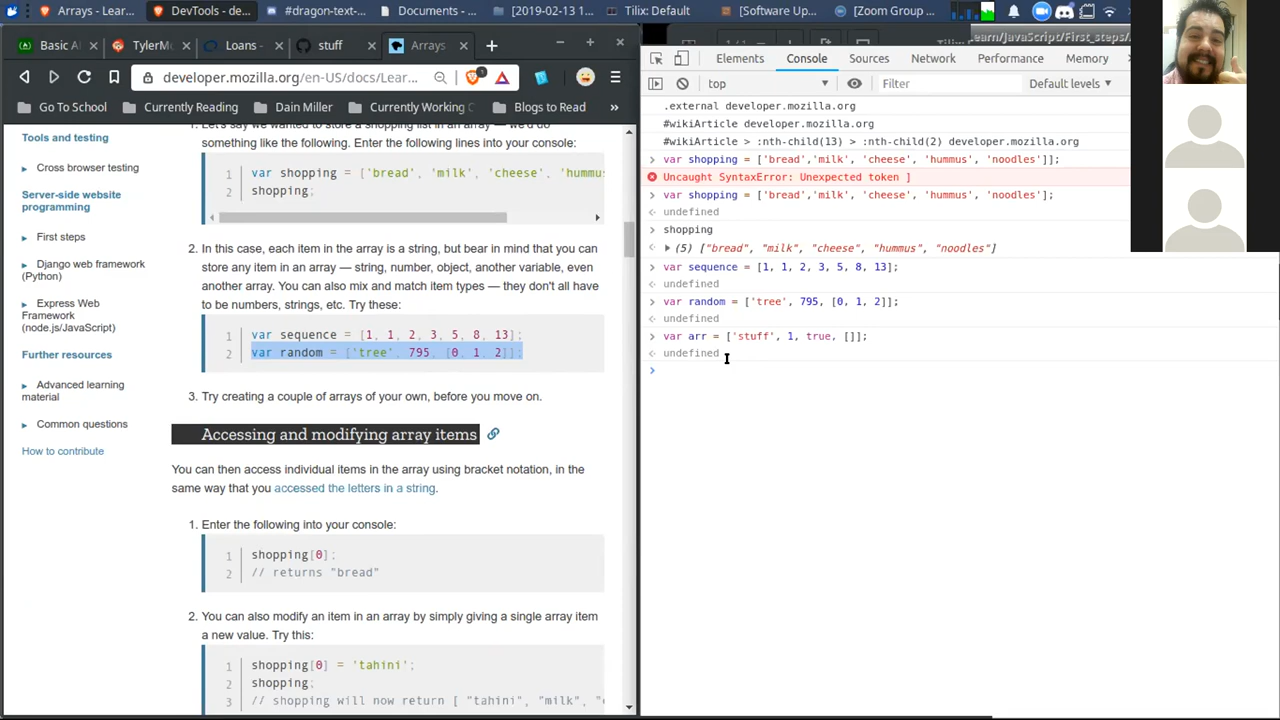 Arrays - Lear...
DevTools - de...
#dragon-text-...
Documents - ...
[2019-02-13 1...
Tilix: Default
[Software Up...
[Zoom Group ...
Basic Al
TylerMo
Loans -
stuff
Arrays
developer.mozilla.org/en-US/docs/Lear...
1
Go To School
Currently Reading
Dain Miller
Currently Working
Blogs to Read
»
Tools and testing
Cross browser testing
Server-side website
programming
First steps
Django web framework
(Python)
Express Web
Framework
(node.js/JavaScript)
Further resources
Advanced learning
material
Common questions
How to contribute
1. Let's say we wanted to store a shopping list in an array — we'd do
something like the following. Enter the following lines into your console:
1 var shopping = ['bread', 'milk', 'cheese', 'hummus
2 shopping;
2. In this case, each item in the array is a string, but bear in mind that you can
store any item in an array — string, number, object, another variable, even
another array. You can also mix and match item types — they don't all have
to be numbers, strings, etc. Try these:
1 var sequence = [1, 1, 2, 3, 5, 8, 13];
2 var random = ['tree', 795, [0, 1, 2]];
3. Try creating a couple of arrays of your own, before you move on.
Accessing and modifying array items
You can then access individual items in the array using bracket notation, in the
same way that you accessed the letters in a string.
1. Enter the following into your console:
1 shopping[0];
2 // returns "bread"
2. You can also modify an item in an array by simply giving a single array item
a new value. Try this:
1 shopping[0] = 'tahini';
2 shopping;
3 // shopping will now return [ "tahini", "milk", "c
Learn/JavaScript/First_steps/
Elements Console Sources Network Performance Memory
top Filter Default levels
.external developer.mozilla.org
#wikiArticle developer.mozilla.org
#wikiArticle > :nth-child(13) > :nth-child(2) developer.mozilla.org
var shopping = ['bread','milk', 'cheese', 'hummus', 'noodles']];
Uncaught SyntaxError: Unexpected token ]
var shopping = ['bread','milk', 'cheese', 'hummus', 'noodles'];
undefined
shopping
(5) ["bread", "milk", "cheese", "hummus", "noodles"]
var sequence = [1, 1, 2, 3, 5, 8, 13];
undefined
var random = ['tree', 795, [0, 1, 2]];
undefined
var arr = ['stuff', 1, true, []];
undefined